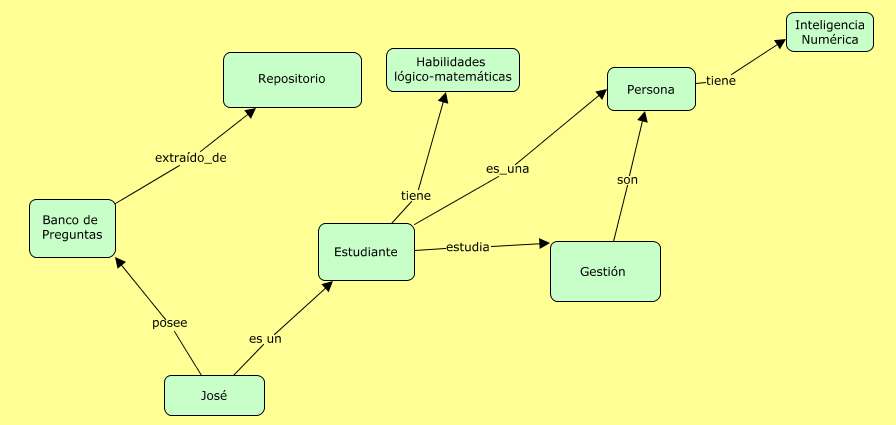 Inteligencia
Numérica
Habilidades
lógico-matemáticas
Repositorio
tiene
Persona
extraído_de
es_una
son
tiene
Banco de
Preguntas
estudia
Estudiante
Gestión
posee
es un
José